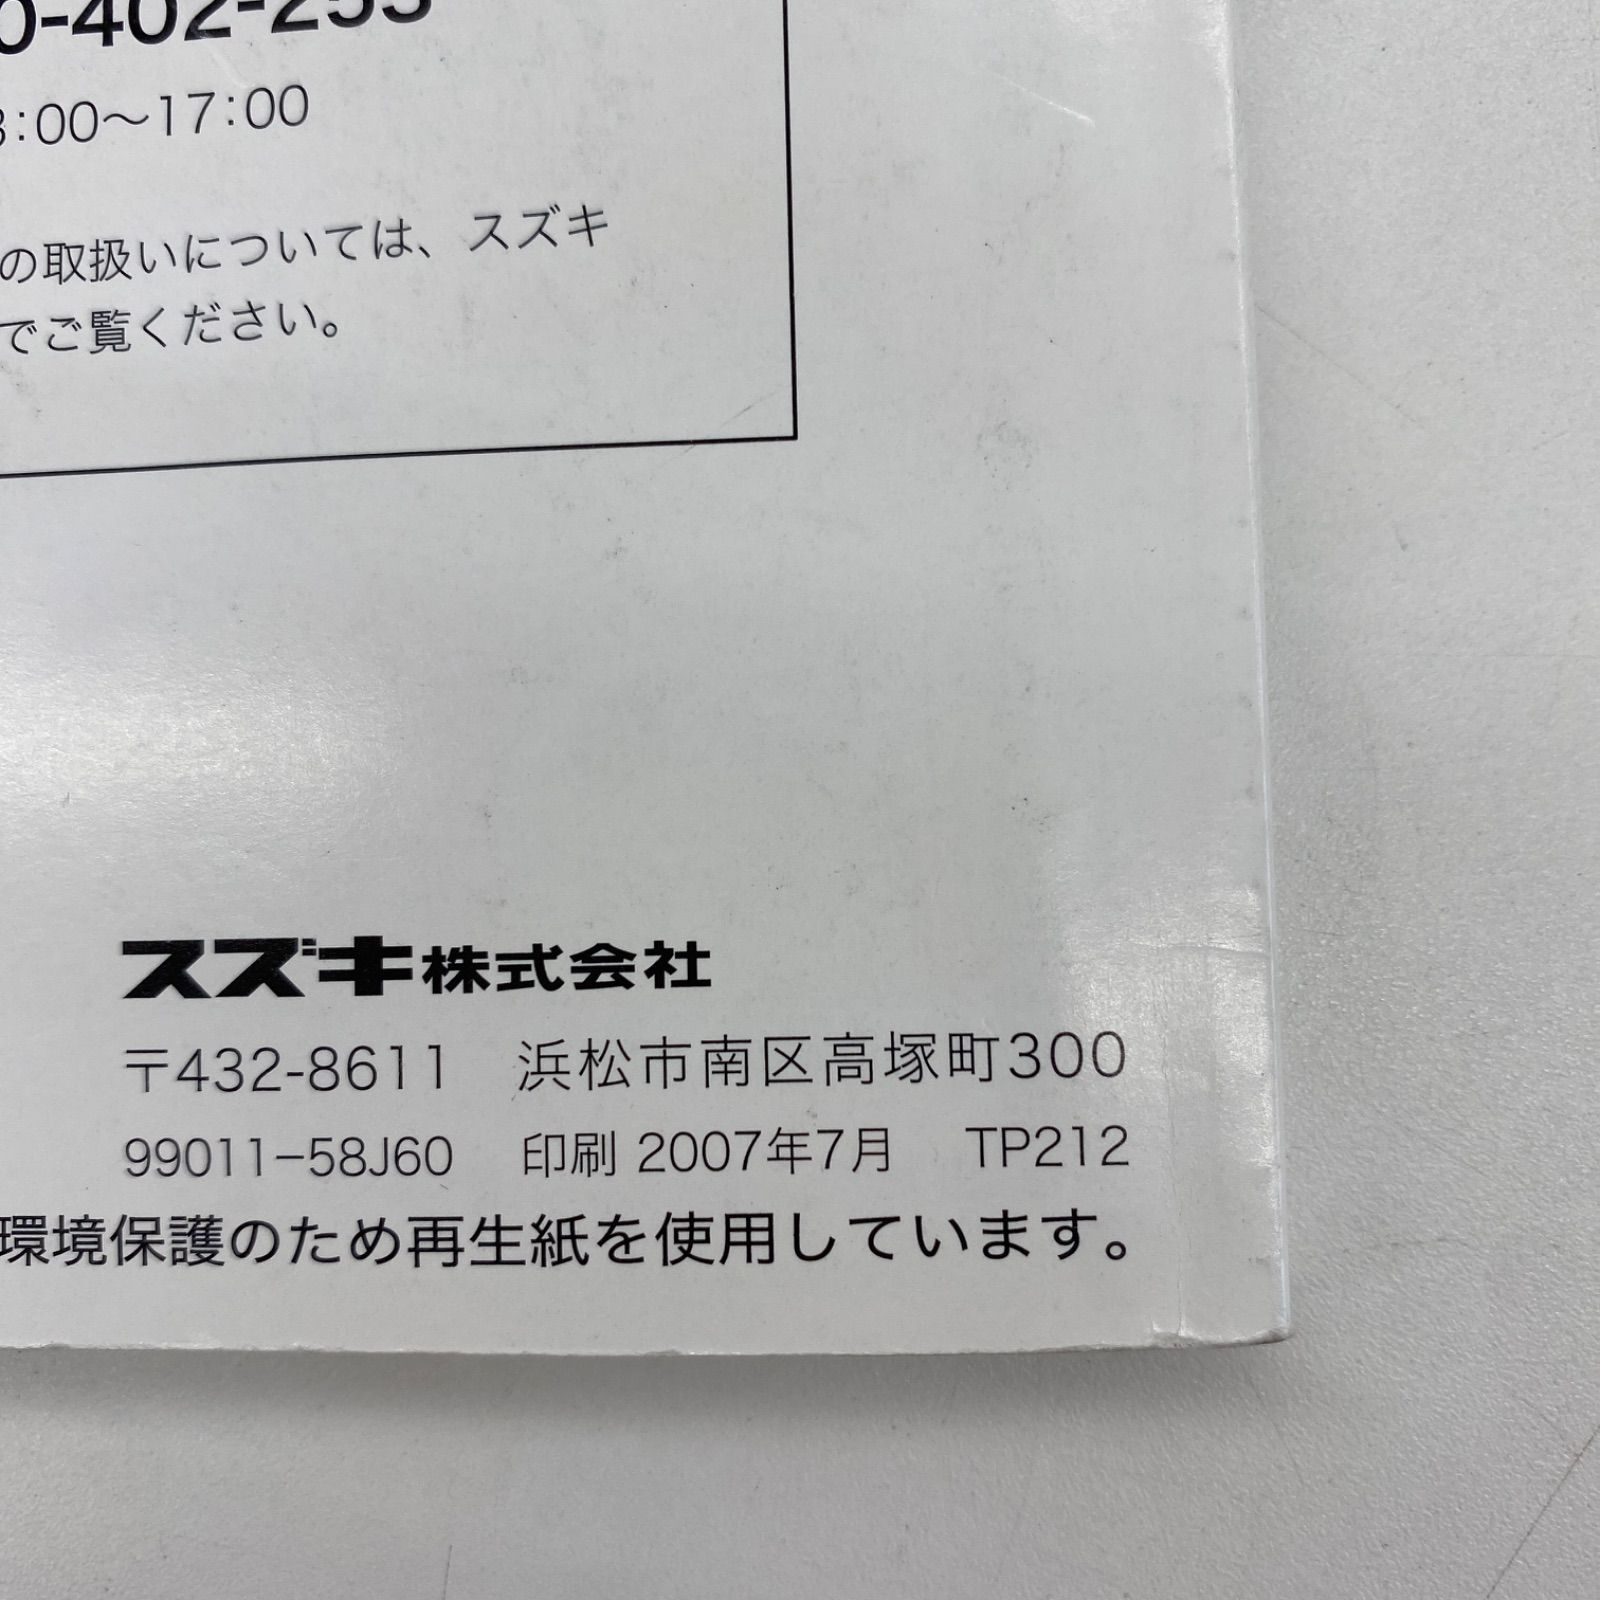 0-402-253
:00～17:00
の取扱いについては、スズキ
でご覧ください。
スズキ株式会社
〒432-8611　浜松市南区高塚町300
99011−58J60　印刷 2007年7月　TP212
環境保護のため再生紙を使用しています。